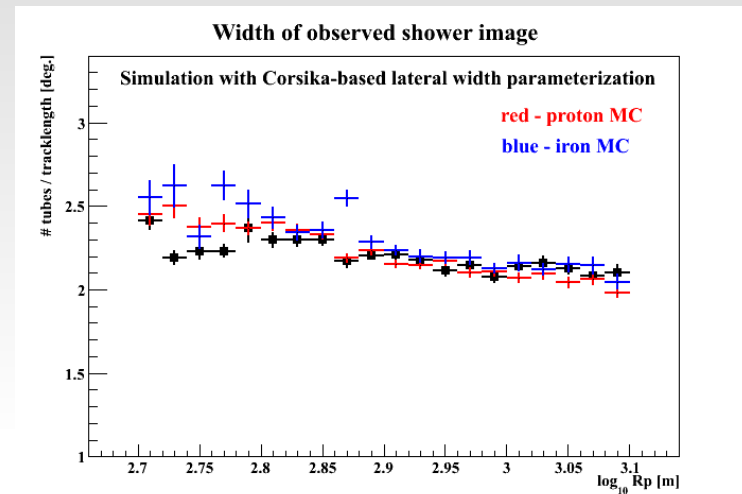 Width of observed shower image
# tubes / tracklength [deg.]
Simulation with Corsika-based lateral width parameterization
red - proton MC
blue - iron MC
3
2.5
2
1.5
1
2.7 2.75 2.8 2.85 2.9 2.95 3 3.05 3.1
log10 Rp [m]